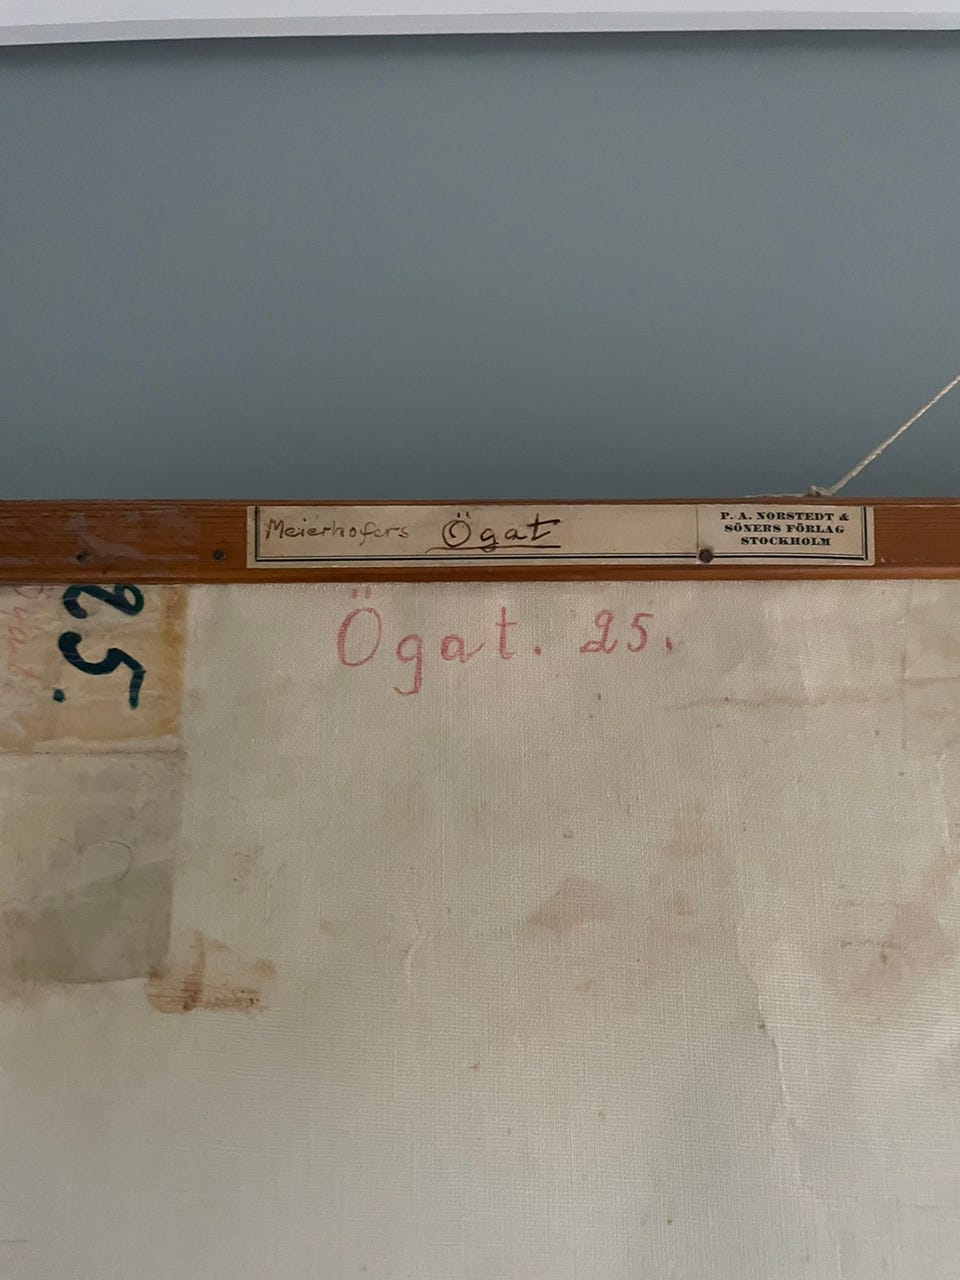 Meierhofers Ögat
P. A. NORSTEDT &
SÖNERS FÖRLAG
STOCKHOLM
Ögat. 25.
25.